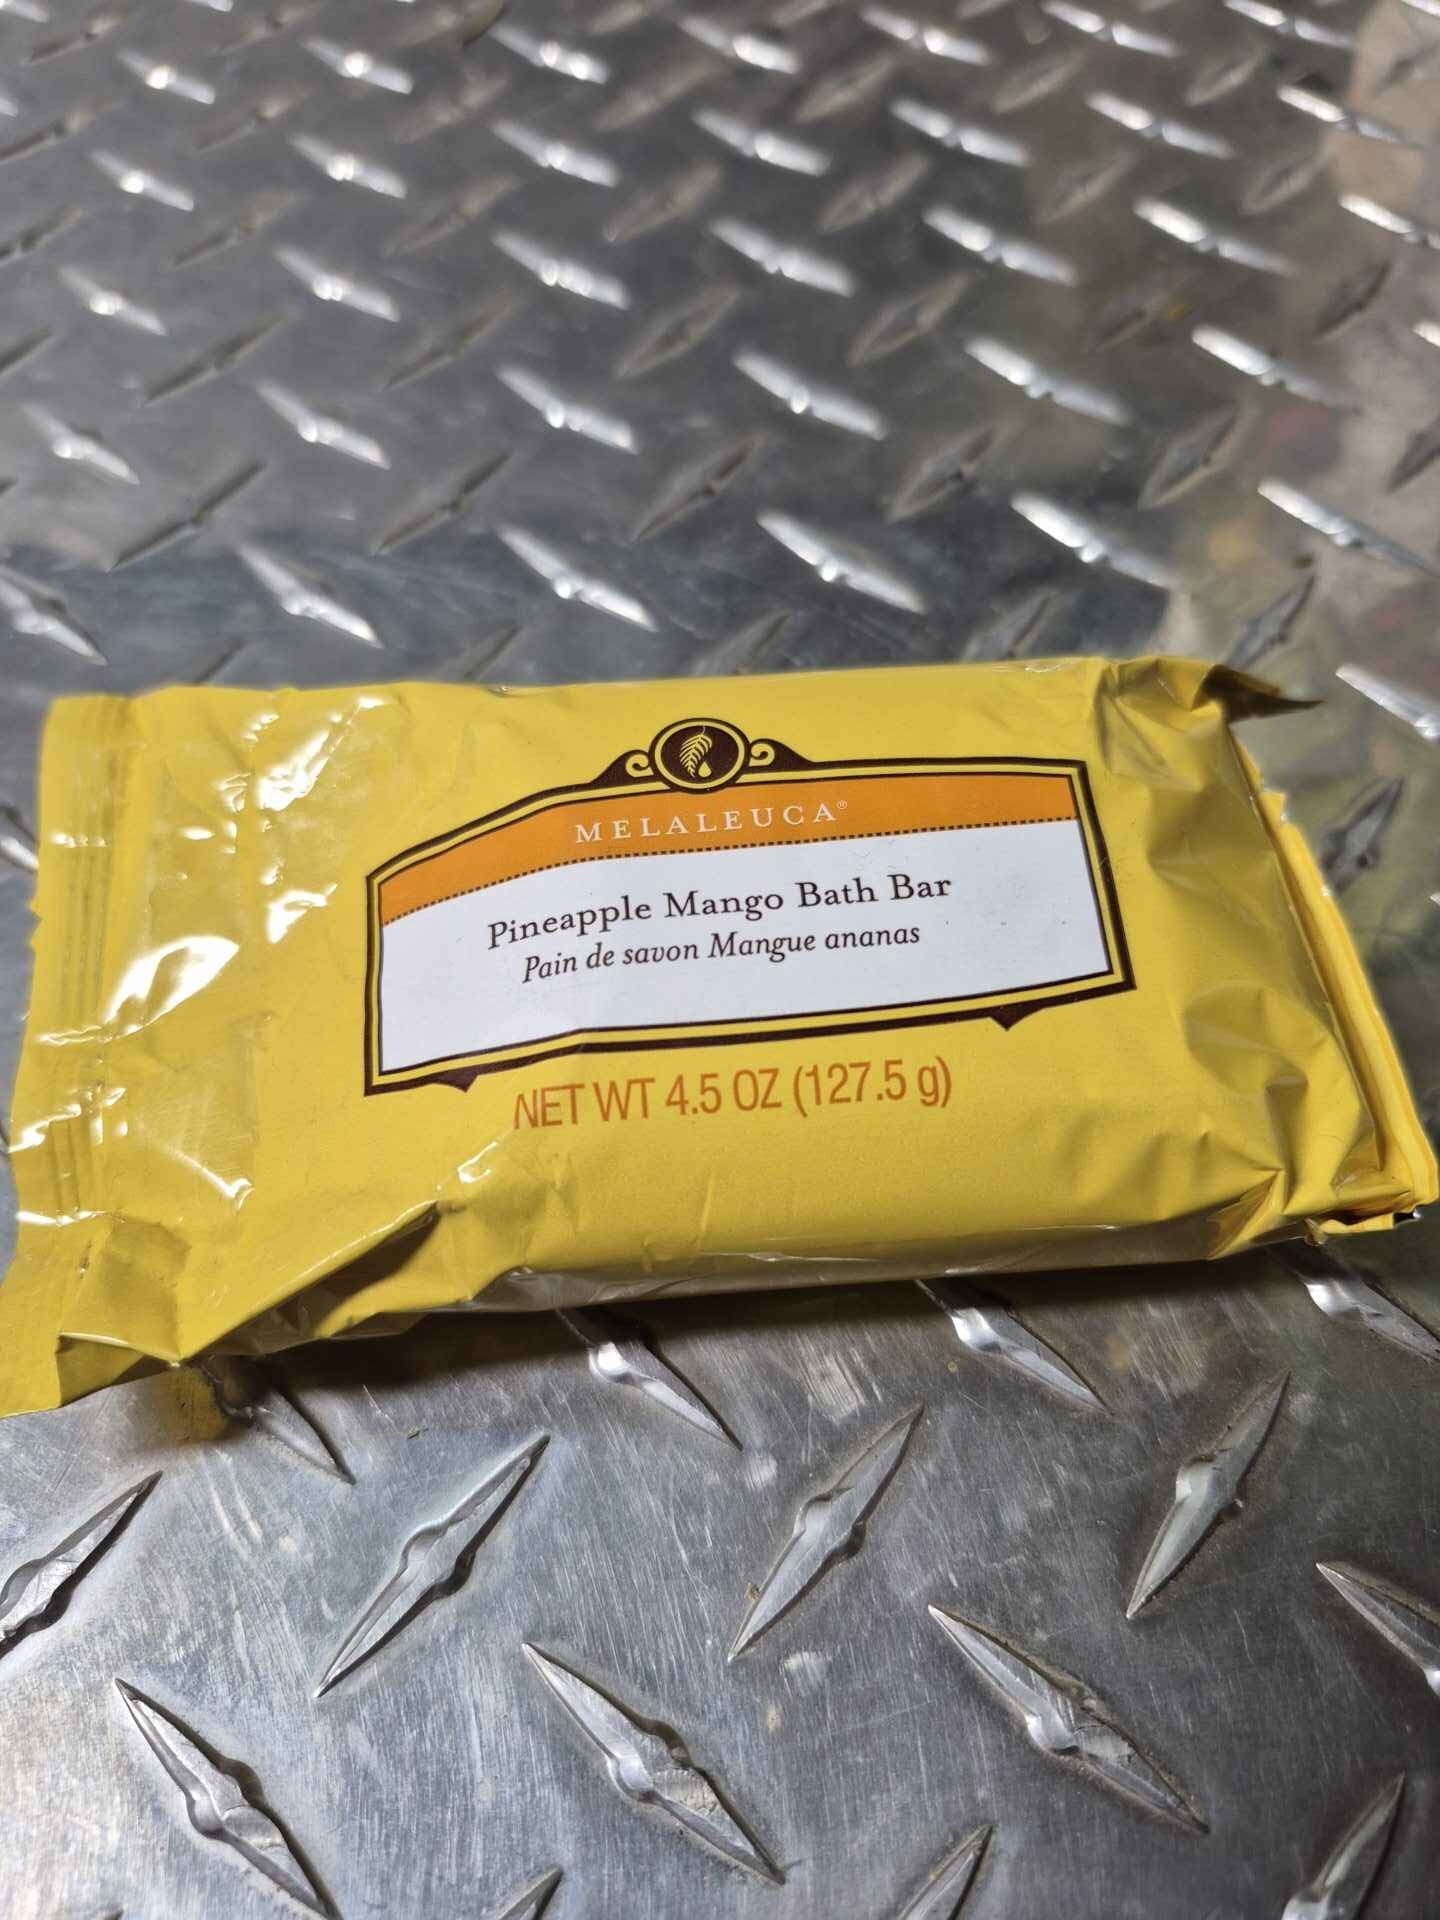 MELALEUCA®
Pineapple Mango Bath Bar
Pain de savon Mangue ananas
NET WT 4.5 OZ (127.5 g)